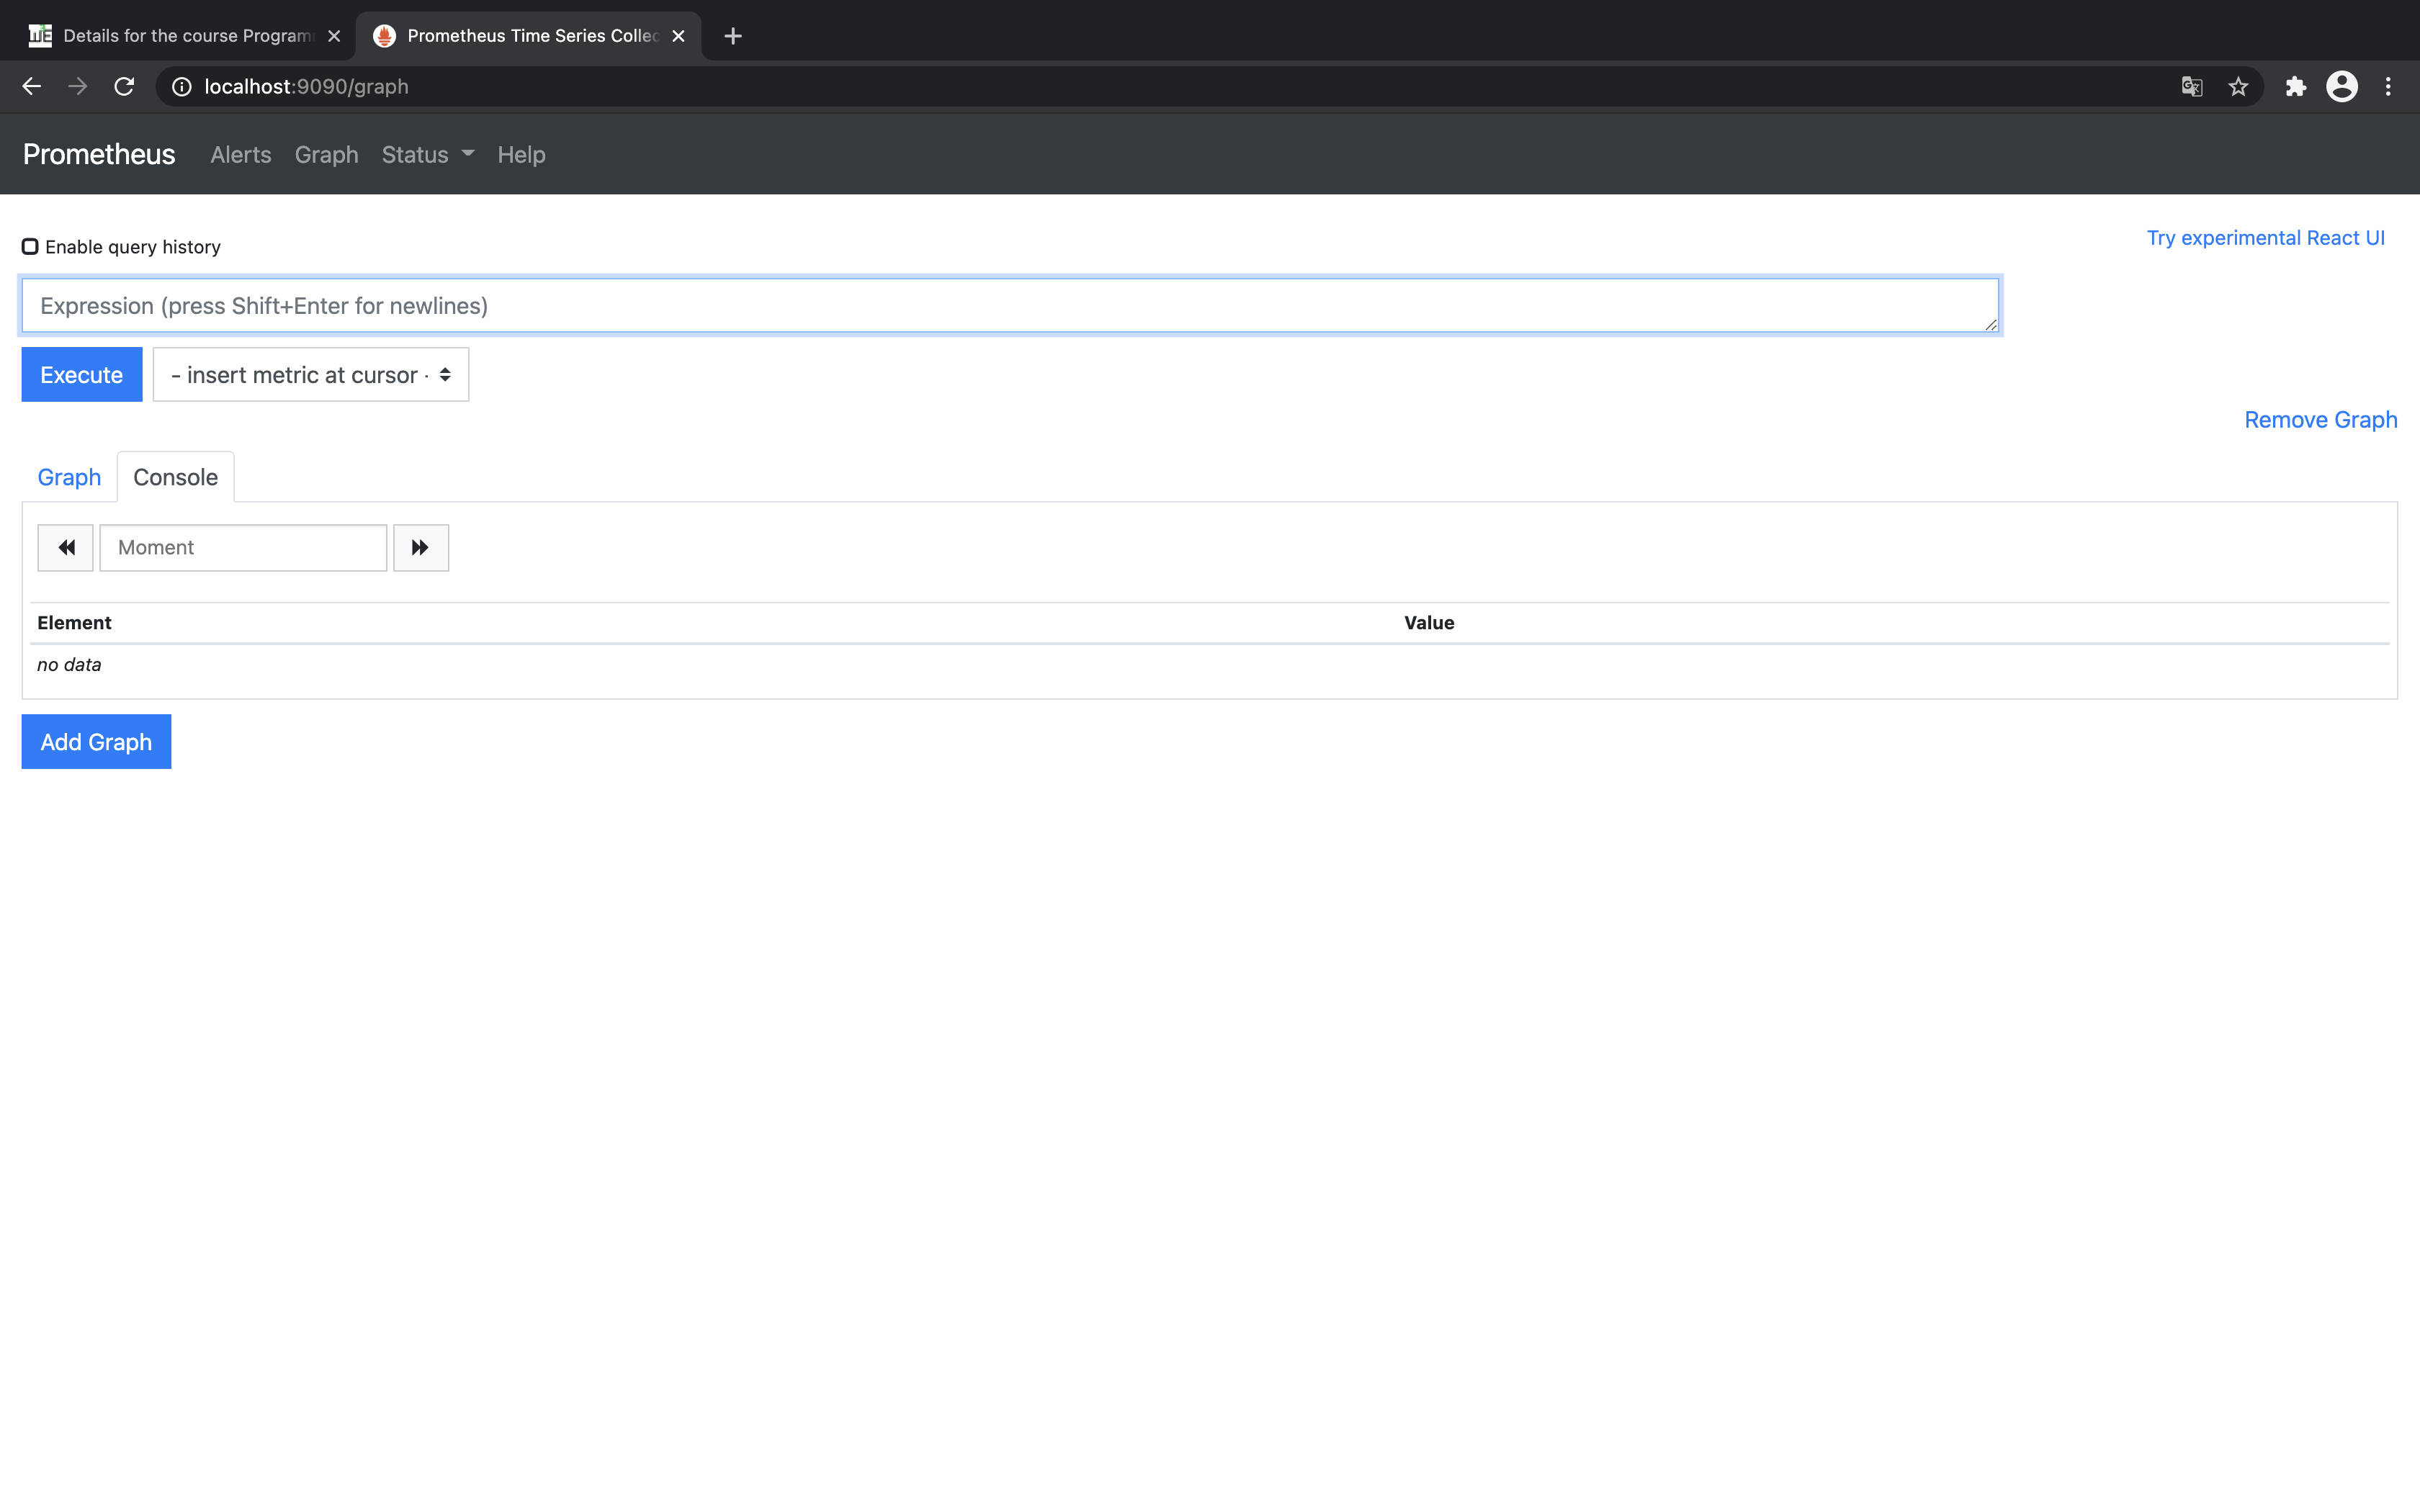 Details for the course Program
Prometheus Time Series Collec
localhost:9090/graph
Prometheus Alerts Graph Status Help
Enable query history
Try experimental React UI
Expression (press Shift+Enter for newlines)
Execute - insert metric at cursor -
Remove Graph
Graph Console
Moment
Element Value
no data
Add Graph